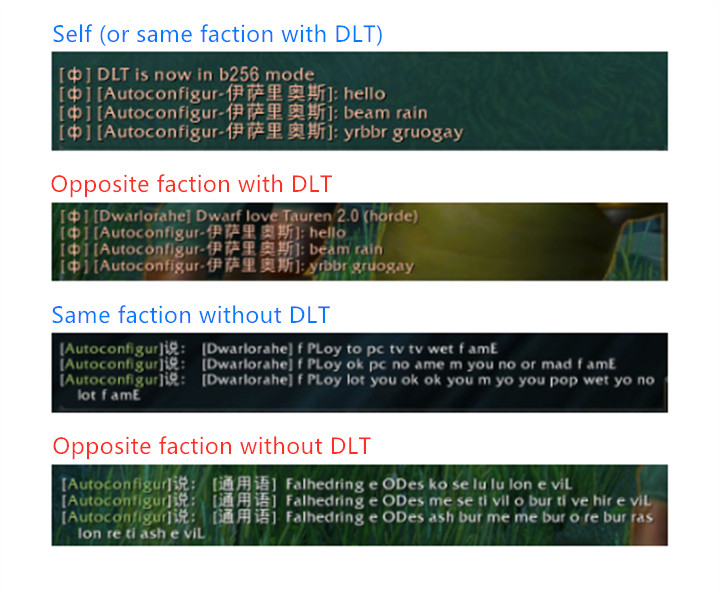 Self (or same faction with DLT)
[ф] DLT is now in b256 mode
[ф] [Autoconfigur-伊萨里奥斯]: hello
[ф] [Autoconfigur-伊萨里奥斯]: beam rain
[ф] [Autoconfigur-伊萨里奥斯]: yrbbr gruogay
Opposite faction with DLT
[ф] [Dwarlorahe] Dwarf love Tauren 2.0 (horde)
[ф] [Autoconfigur-伊萨里奥斯]: hello
[ф] [Autoconfigur-伊萨里奥斯]: beam rain
[ф] [Autoconfigur-伊萨里奥斯]: yrbbr gruogay
Same faction without DLT
[Autoconfigur]说: [Dwarlorahe] f PLoy to pc tv tv wet f amE
[Autoconfigur]说: [Dwarlorahe] f PLoy ok pc no ame m you no or mad f amE
[Autoconfigur]说: [Dwarlorahe] f PLoy lot you ok ok you m yo you pop wet yo no
lot f amE
Opposite faction without DLT
[Autoconfigur]说: [通用语] Falhedring e ODes ko se lu lu lon e viL
[Autoconfigur]说: [通用语] Falhedring e ODes me se ti vil o bur ti ve hir e viL
[Autoconfigur]说: [通用语] Falhedring e ODes ash bur me me bur o re bur ras
lon re ti ash e viL